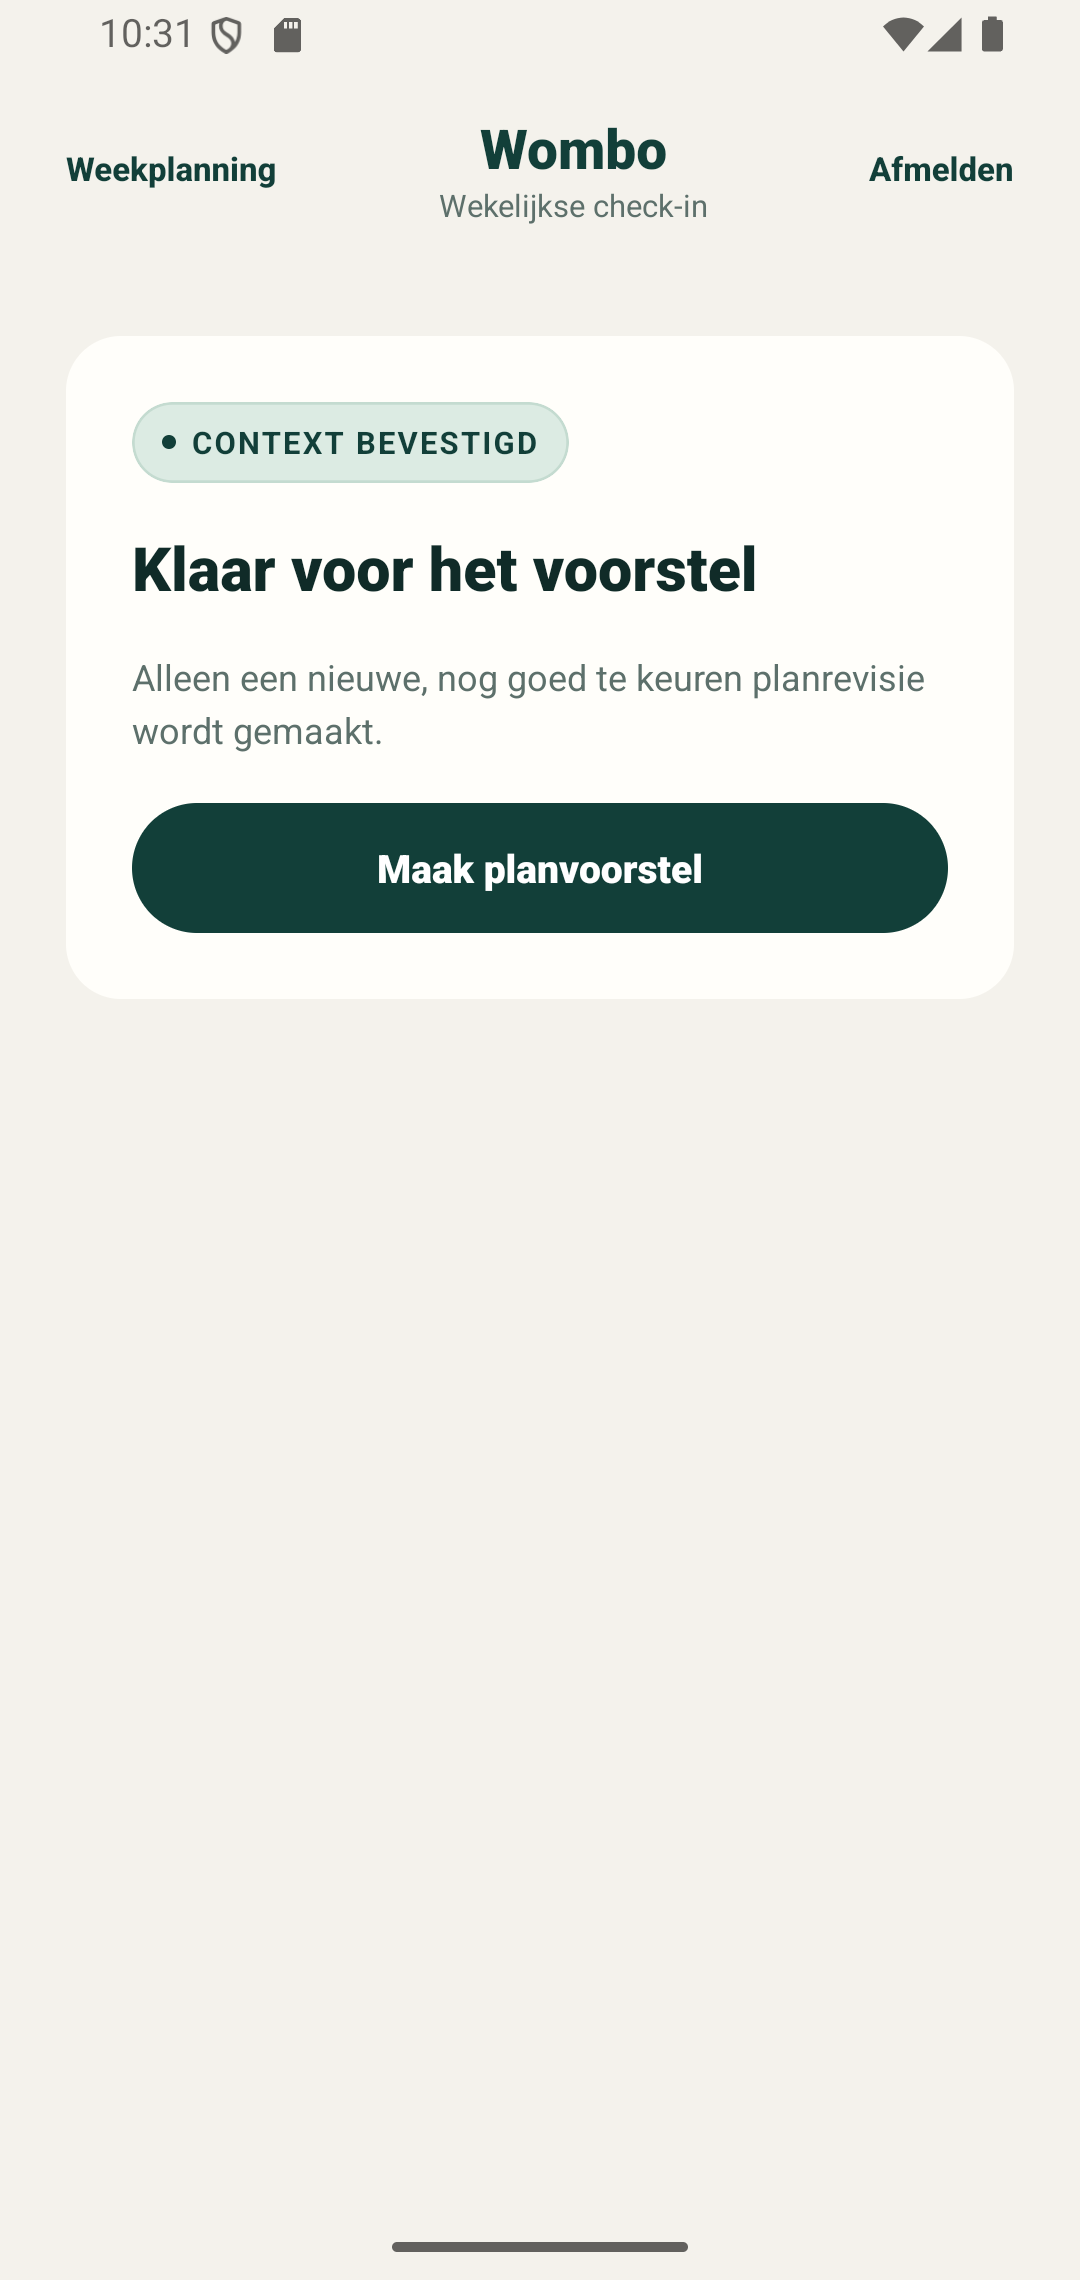 10:31
Weekplanning
Wombo
Wekelijkse check-in
Afmelden
CONTEXT BEVESTIGD
Klaar voor het voorstel
Alleen een nieuwe, nog goed te keuren planrevisie
wordt gemaakt.
Maak planvoorstel